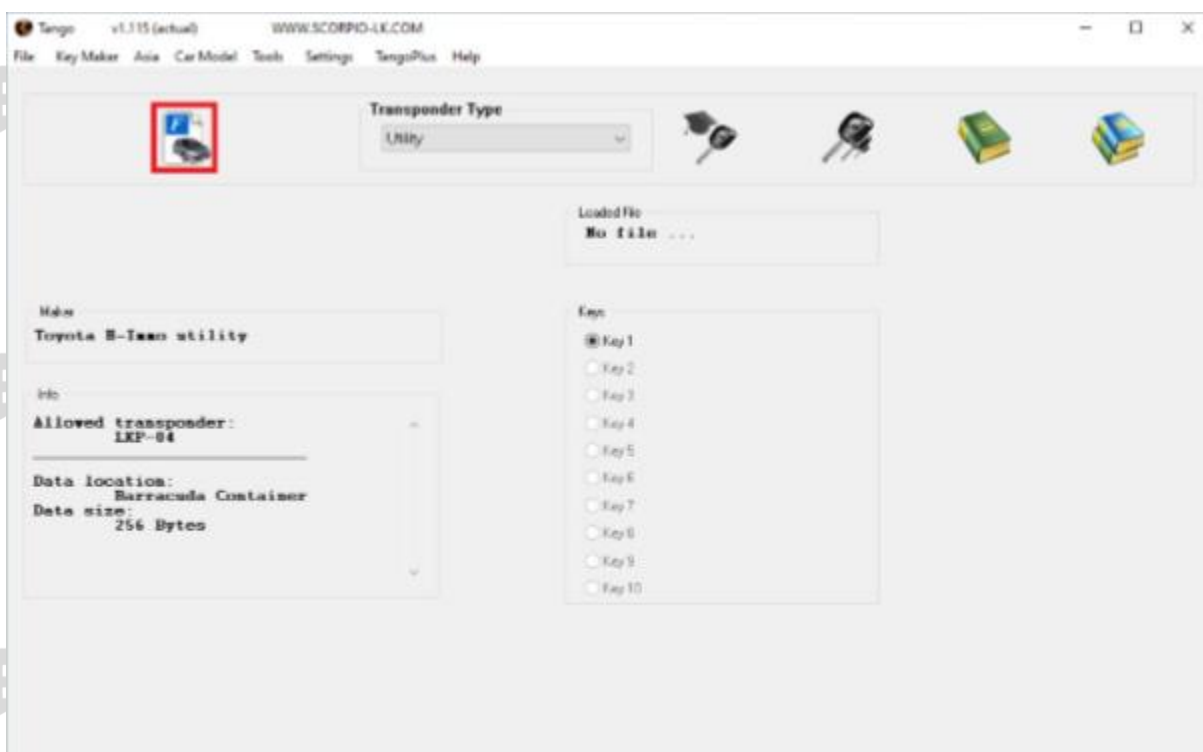 Tango v1.115 (actual) WWW.SCORPIO-LK.COM
File Key Maker Asia Car Model Tools Settings TangoPlus Help
F
Transponder Type
Utility
Loaded File
No file ...
Maker
Toyota H-Immo utility
Keys
Key 1
Key 2
Key 3
Key 4
Key 5
Key 6
Key 7
Key 8
Key 9
Key 10
Info
Allowed transponder:
LKP-04
Data location:
Barracuda Container
Data size:
256 Bytes